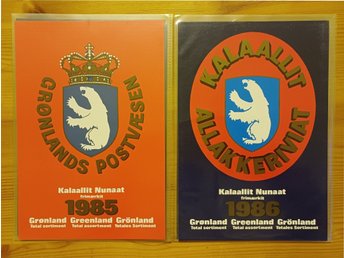 GRØNLANDS POSTVÆSEN
Kalaallit Nunaat
frimærkit
1985
Grønland Greenland Grönland
Total sortiment Total assortment Totales Sortiment
KALAALLIT
ALLAKKERIVIAT
Kalaallit Nunaat
frimærkit
1986
Grønland Greenland Grönland
Total sortiment Total assortment Totales Sortiment